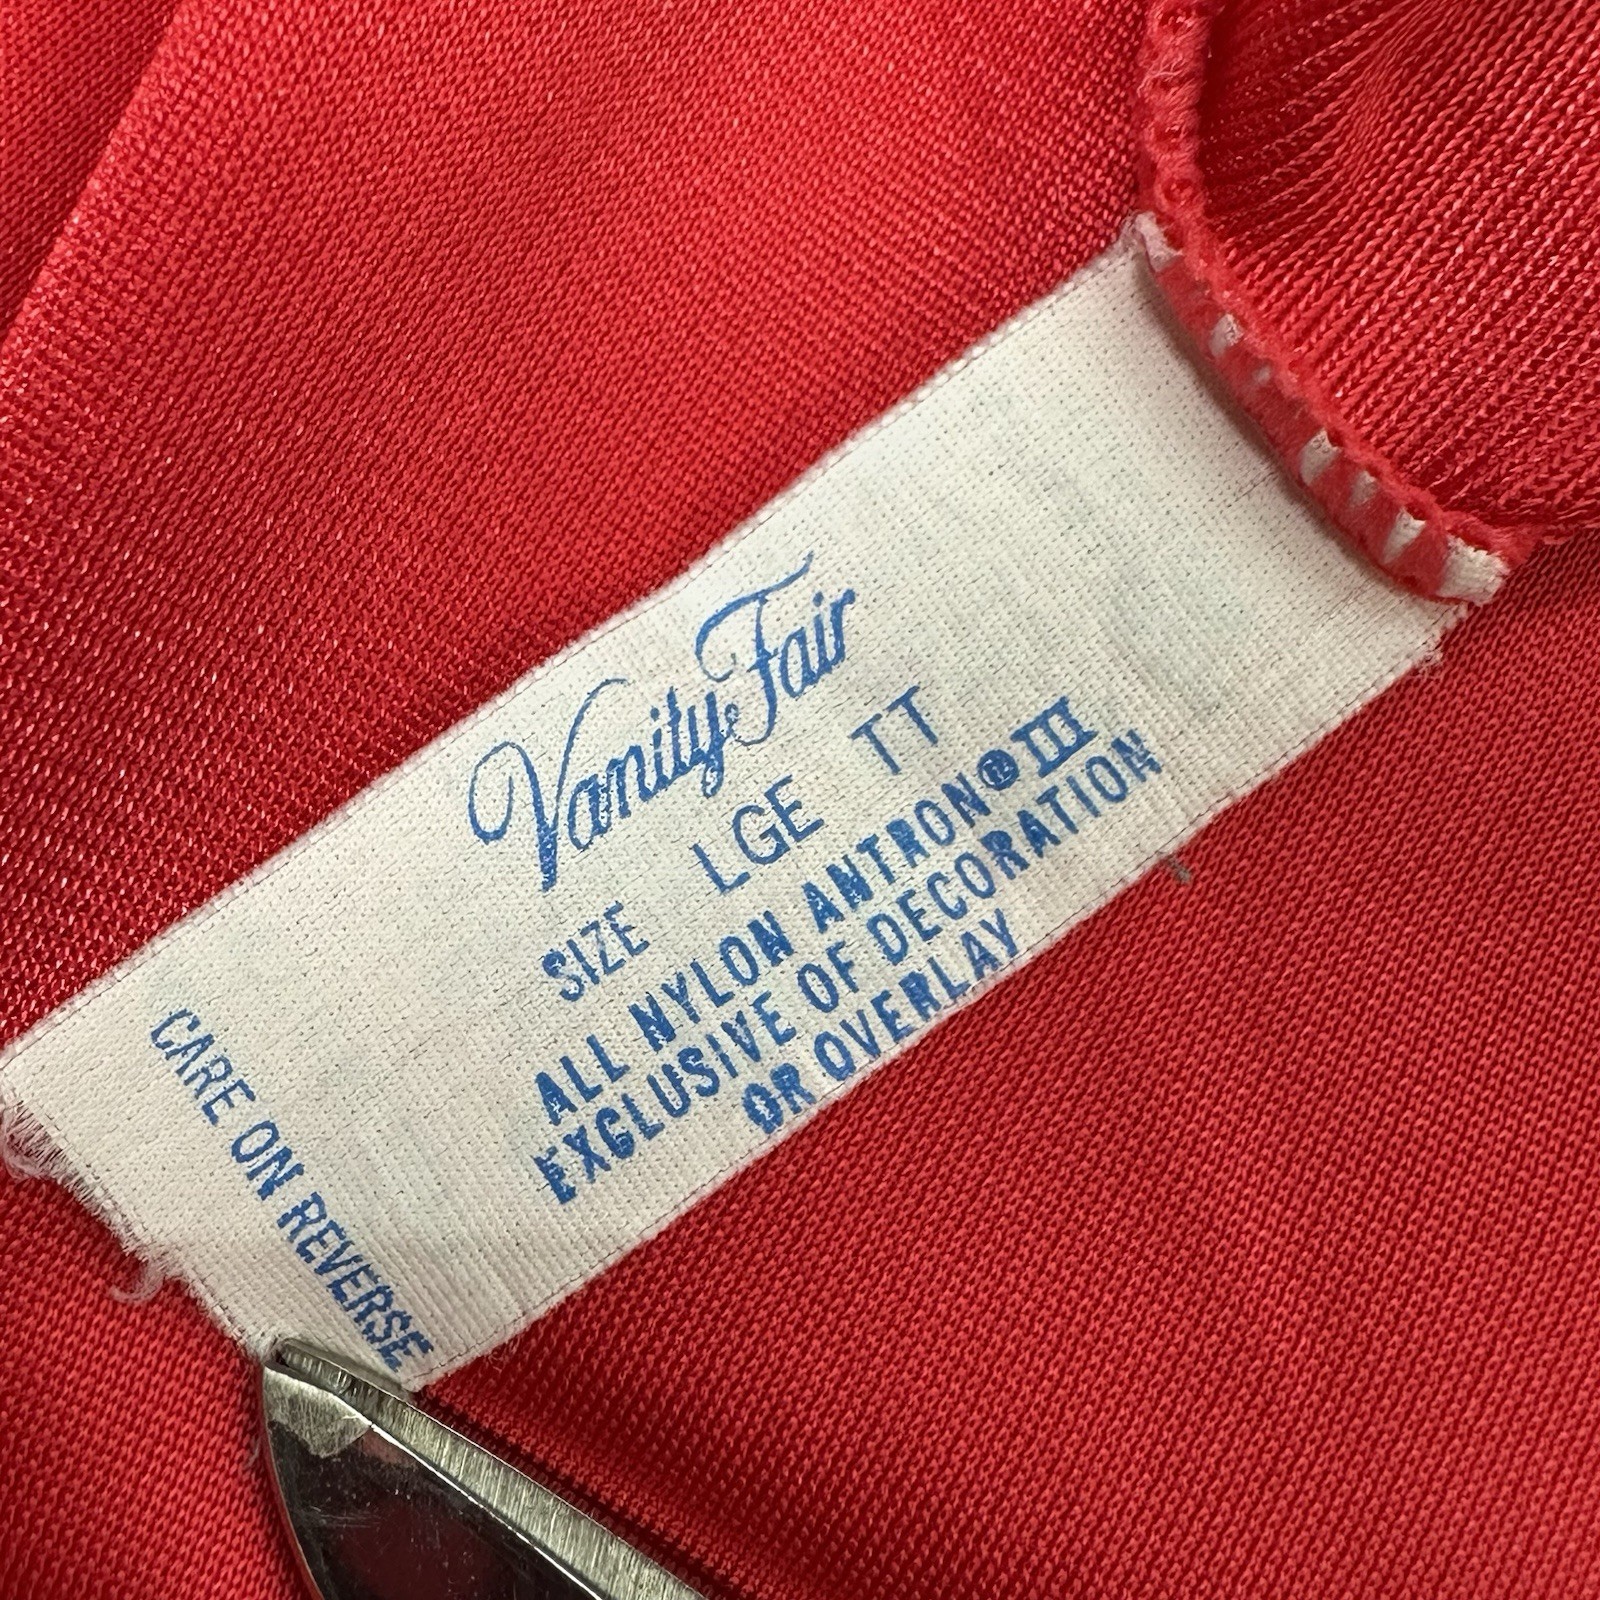 Vanity Fair
SIZE LGE TT
ALL NYLON ANTRON® III
EXCLUSIVE OF DECORATION
OR OVERLAY
CARE ON REVERSE